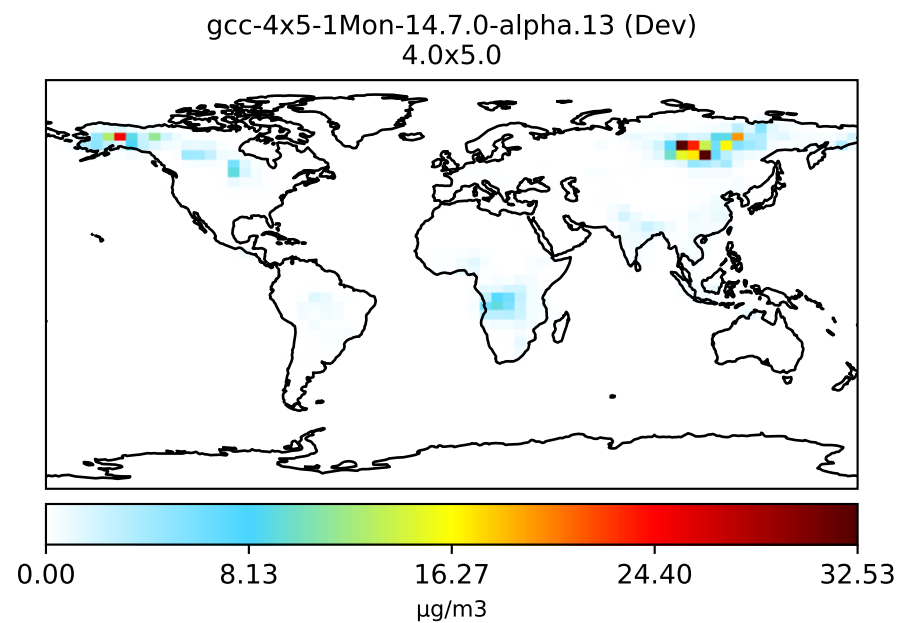 gcc-4x5-1Mon-14.7.0-alpha.13 (Dev)
4.0x5.0
0.00 8.13 16.27 24.40 32.53
μg/m3